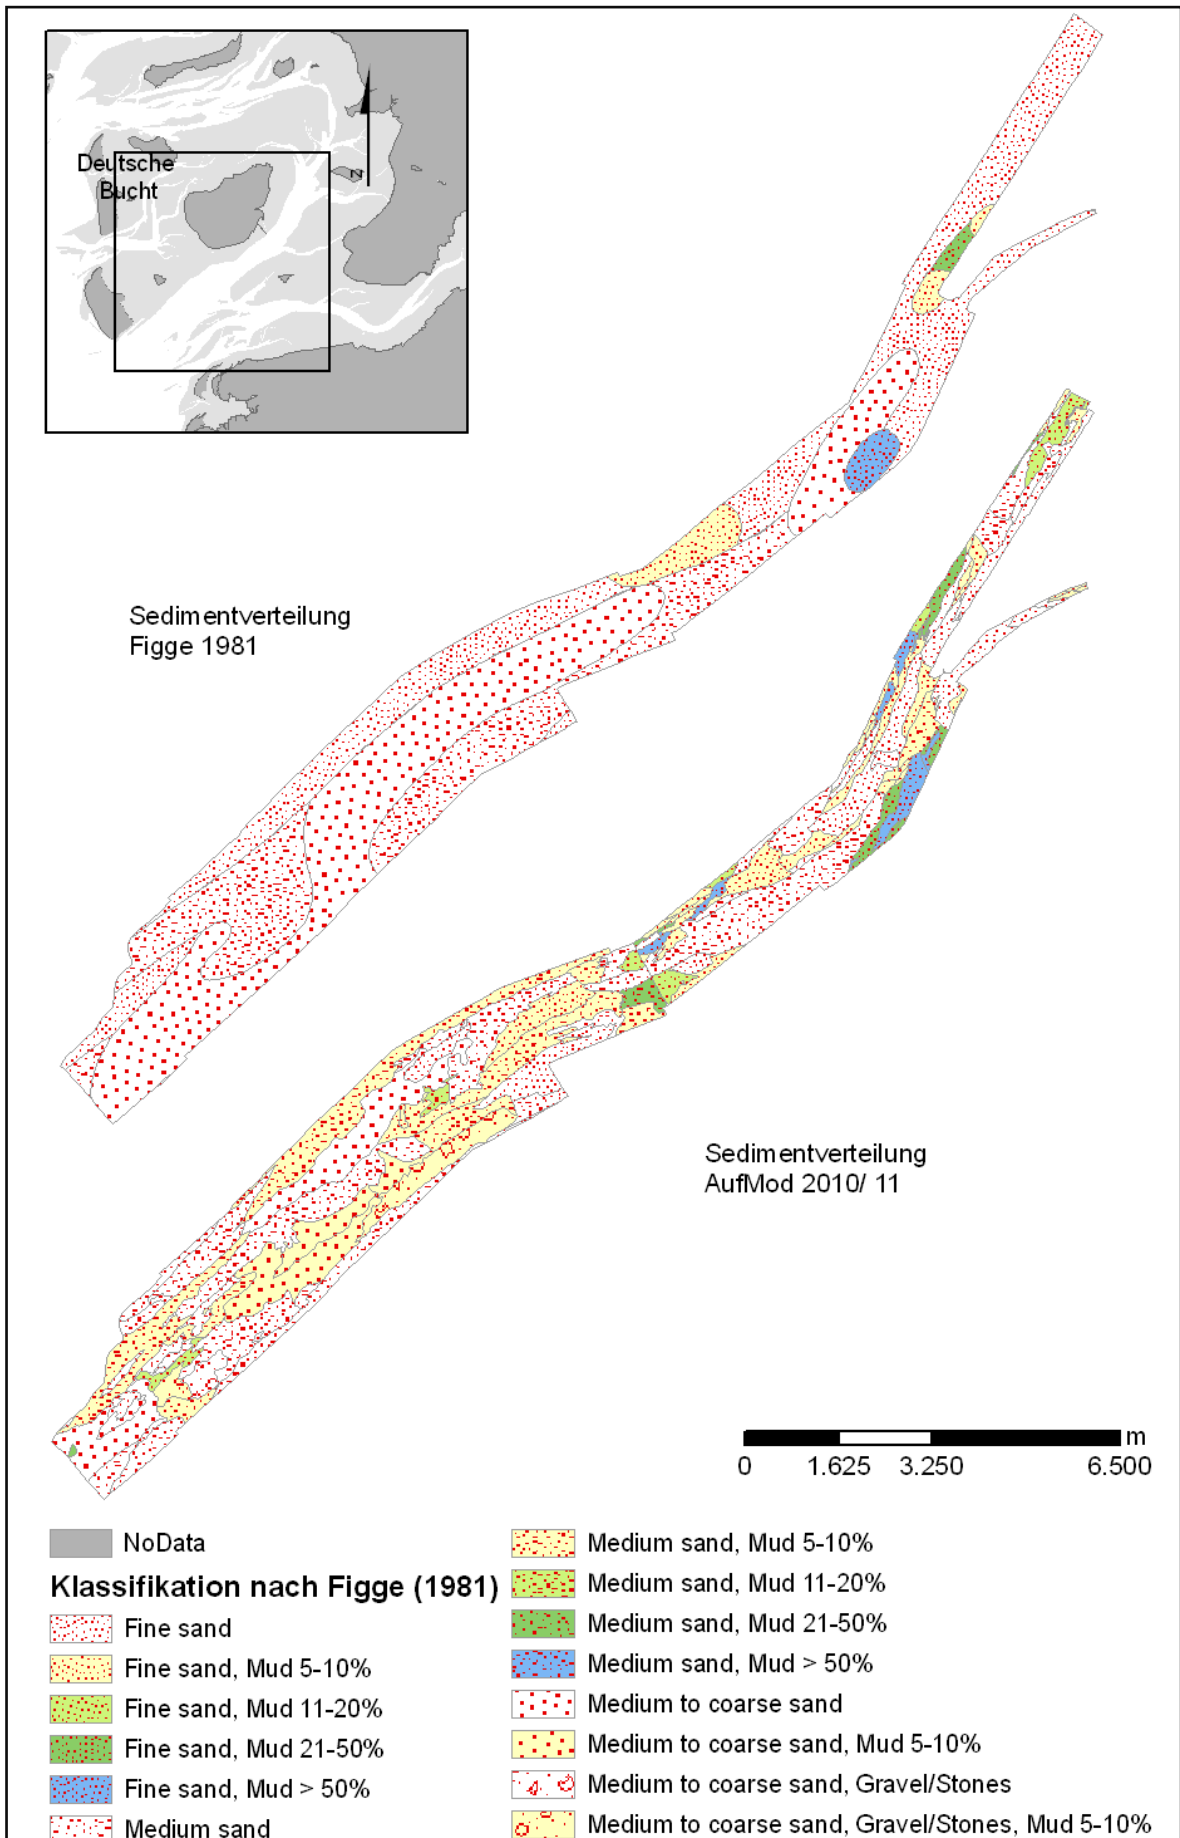 Deutsche
Bucht
N
Sedimentverteilung
Figge 1981
Sedimentverteilung
AufMod 2010/ 11
m
0 1.625 3.250 6.500
NoData
Klassifikation nach Figge (1981)
Fine sand
Fine sand, Mud 5-10%
Fine sand, Mud 11-20%
Fine sand, Mud 21-50%
Fine sand, Mud > 50%
Medium sand
Medium sand, Mud 5-10%
Medium sand, Mud 11-20%
Medium sand, Mud 21-50%
Medium sand, Mud > 50%
Medium to coarse sand
Medium to coarse sand, Mud 5-10%
Medium to coarse sand, Gravel/Stones
Medium to coarse sand, Gravel/Stones, Mud 5-10%